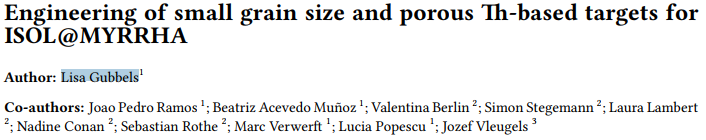 Engineering of small grain size and porous Th-based targets for
ISOL@MYRRHA
Author: Lisa Gubbels 1
Co-authors: Joao Pedro Ramos 1; Beatriz Acevedo Muñoz 1; Valentina Berlin 2; Simon Stegemann 2; Laura Lambert
2; Nadine Conan 2; Sebastian Rothe 2; Marc Verwerft 1; Lucia Popescu 1; Jozef Vleugels 3